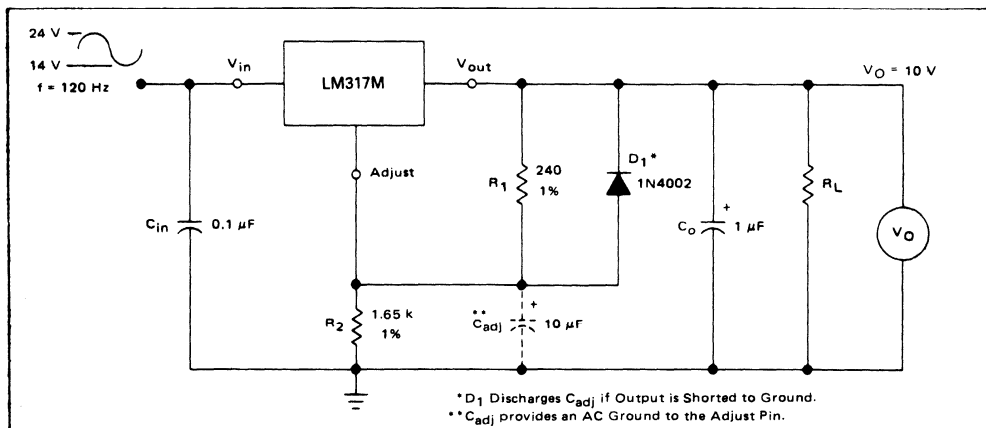 24 V
14 V
f = 120 Hz
Vin
LM317M
Vout
VO = 10 V
Adjust
R1
240
1%
D1*
1N4002
Cin
0.1 μF
Co
+
1 μF
RL
VO
R2
1.65 k
1%
**
Cadj
+
10 μF
*D1 Discharges Cadj if Output is Shorted to Ground.
**Cadj provides an AC Ground to the Adjust Pin.